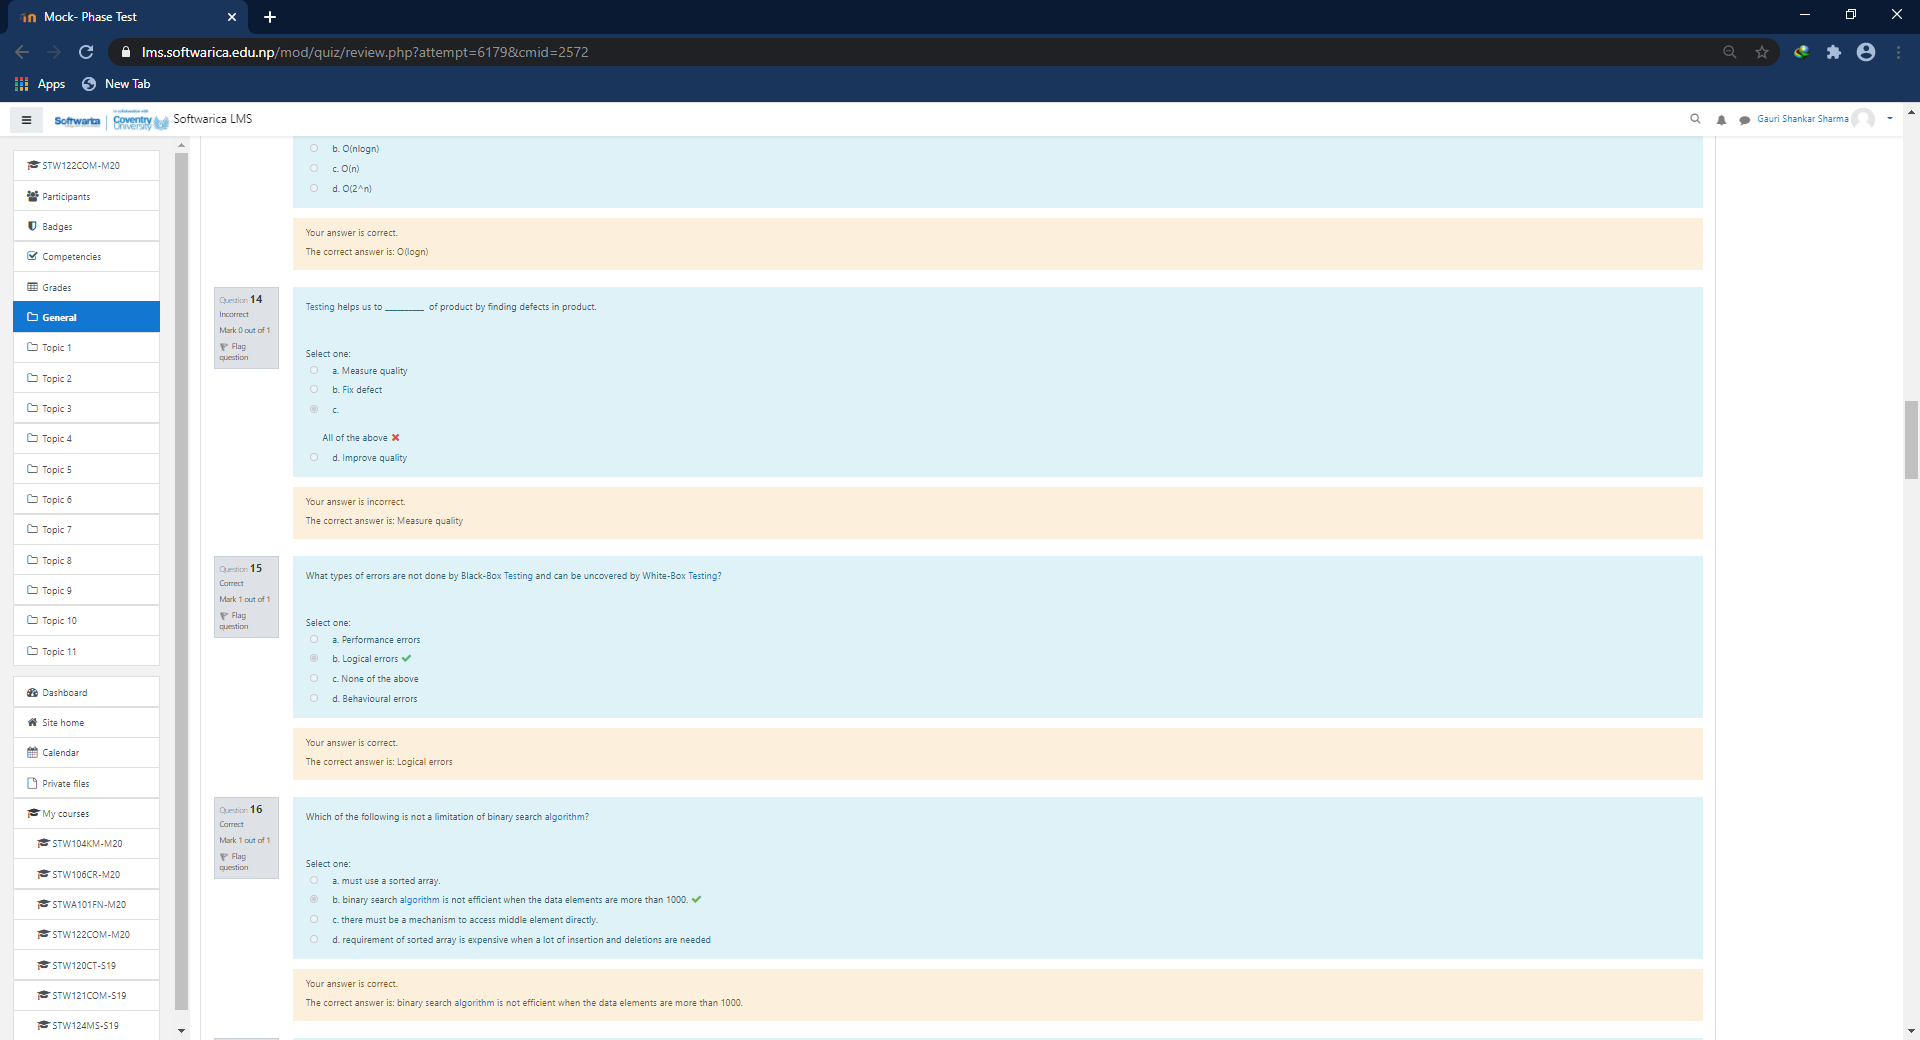 Mock- Phase Test
lms.softwarica.edu.np/mod/quiz/review.php?attempt=6179&cmid=2572
Apps
New Tab
Softwarica
In collaboration with
Coventry
University
Softwarica LMS
Gauri Shankar Sharma
STW122COM-M20
Participants
Badges
Competencies
Grades
General
Topic 1
Topic 2
Topic 3
Topic 4
Topic 5
Topic 6
Topic 7
Topic 8
Topic 9
Topic 10
Topic 11
Dashboard
Site home
Calendar
Private files
My courses
STW104KM-M20
STW106CR-M20
STWA101FN-M20
STW122COM-M20
STW120CT-S19
STW121COM-S19
STW124MS-S19
b. O(nlogn)
c. O(n)
d. O(2^n)
Your answer is correct.
The correct answer is: O(logn)
Question 14
Incorrect
Mark 0 out of 1
Flag
question
Testing helps us to _________ of product by finding defects in product.
Select one:
a. Measure quality
b. Fix defect
c.
All of the above
d. Improve quality
Your answer is incorrect.
The correct answer is: Measure quality
Question 15
Correct
Mark 1 out of 1
Flag
question
What types of errors are not done by Black-Box Testing and can be uncovered by White-Box Testing?
Select one:
a. Performance errors
b. Logical errors
c. None of the above
d. Behavioural errors
Your answer is correct.
The correct answer is: Logical errors
Question 16
Correct
Mark 1 out of 1
Flag
question
Which of the following is not a limitation of binary search algorithm?
Select one:
a. must use a sorted array.
b. binary search algorithm is not efficient when the data elements are more than 1000.
c. there must be a mechanism to access middle element directly.
d. requirement of sorted array is expensive when a lot of insertion and deletions are needed
Your answer is correct.
The correct answer is: binary search algorithm is not efficient when the data elements are more than 1000.